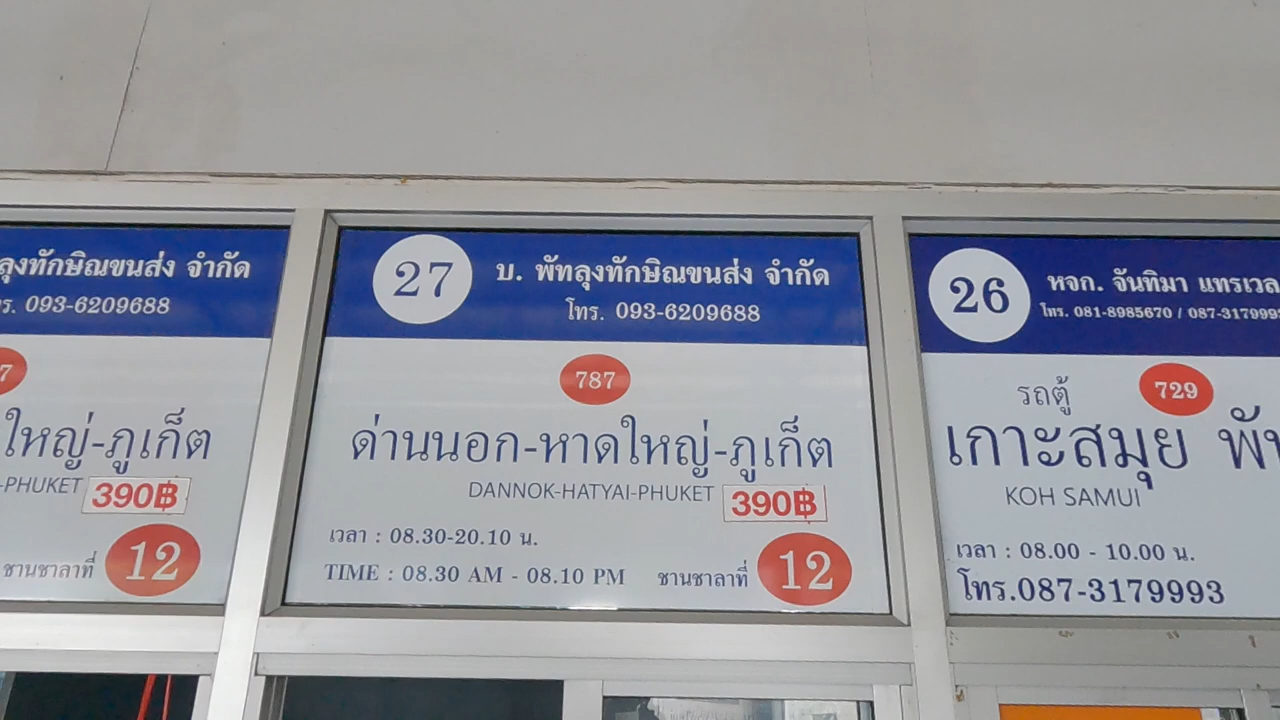 ลุงทักษิณขนส่ง จำกัด
093-6209688
7
ใหญ่-ภูเก็ต
-PHUKET 390฿
ชานชาลาที่ 12
27 บ. พัทลุงทักษิณขนส่ง จำกัด
โทร. 093-6209688
787
ด่านนอก-หาดใหญ่-ภูเก็ต
DANNOK-HATYAI-PHUKET 390฿
เวลา : 08.30-20.10 น.
TIME : 08.30 AM - 08.10 PM ชานชาลาที่ 12
26 หจก. จันทิมา แทรเวล
โทร. 081-8985670 / 087-3179993
รถตู้ 729
เกาะสมุย พั
KOH SAMUI
เวลา : 08.00 - 10.00 น.
โทร.087-3179993